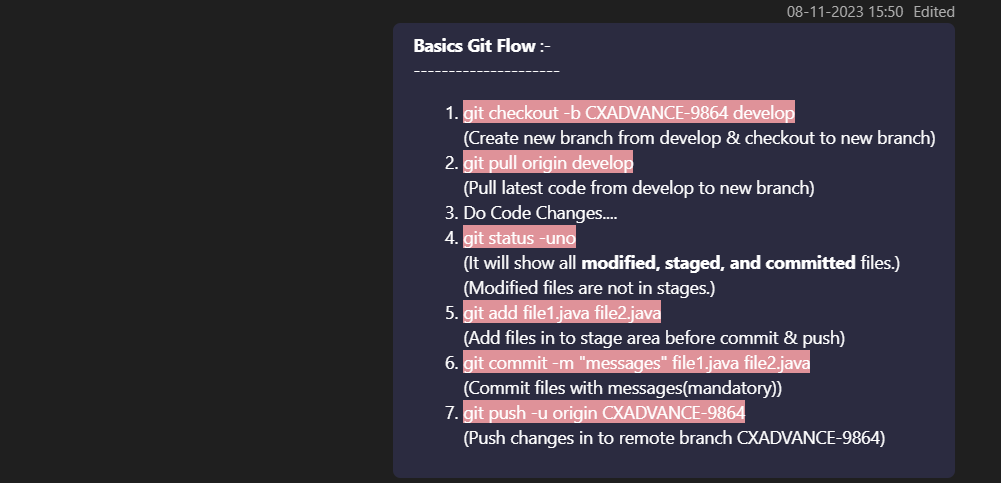 08-11-2023 15:50 Edited
Basics Git Flow :-
---------------------
1. git checkout -b CXADVANCE-9864 develop
(Create new branch from develop & checkout to new branch)
2. git pull origin develop
(Pull latest code from develop to new branch)
3. Do Code Changes....
4. git status -uno
(It will show all modified, staged, and committed files.)
(Modified files are not in stages.)
5. git add file1.java file2.java
(Add files in to stage area before commit & push)
6. git commit -m "messages" file1.java file2.java
(Commit files with messages(mandatory))
7. git push -u origin CXADVANCE-9864
(Push changes in to remote branch CXADVANCE-9864)